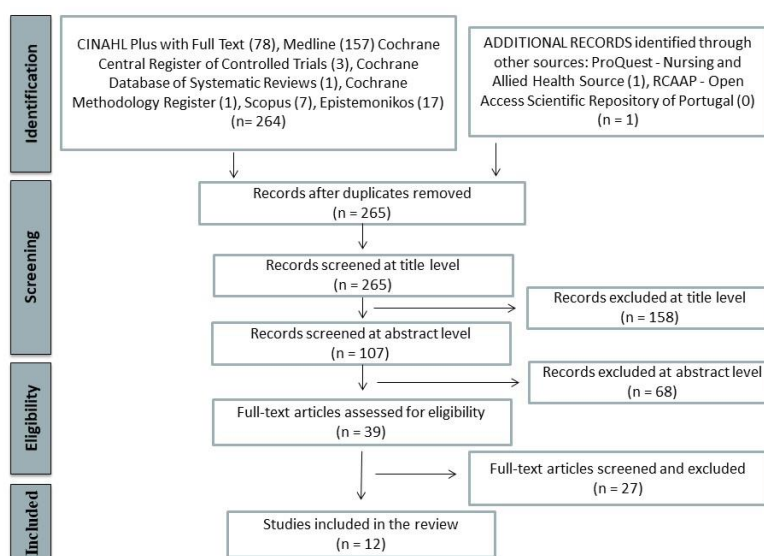 Identification
CINAHL Plus with Full Text (78), Medline (157) Cochrane
Central Register of Controlled Trials (3), Cochrane
Database of Systematic Reviews (1), Cochrane
Methodology Register (1), Scopus (7), Epistemonikos (17)
(n= 264)
ADDITIONAL RECORDS identified through
other sources: ProQuest - Nursing and
Allied Health Source (1), RCAAP - Open
Access Scientific Repository of Portugal (0)
(n = 1)
Screening
Records after duplicates removed
(n = 265)
Records screened at title level
(n = 265)
Records excluded at title level
(n = 158)
Records screened at abstract level
(n = 107)
Records excluded at abstract level
(n = 68)
Eligibility
Full-text articles assessed for eligibility
(n = 39)
Full-text articles screened and excluded
(n = 27)
Included
Studies included in the review
(n = 12)